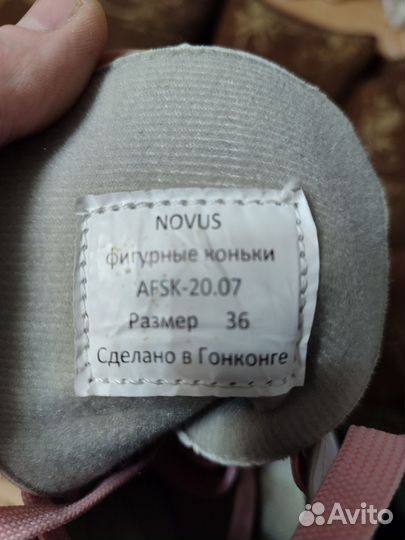 NOVUS
фигурные коньки
AFSK-20.07
Размер 36
Сделано в Гонконге
Avito